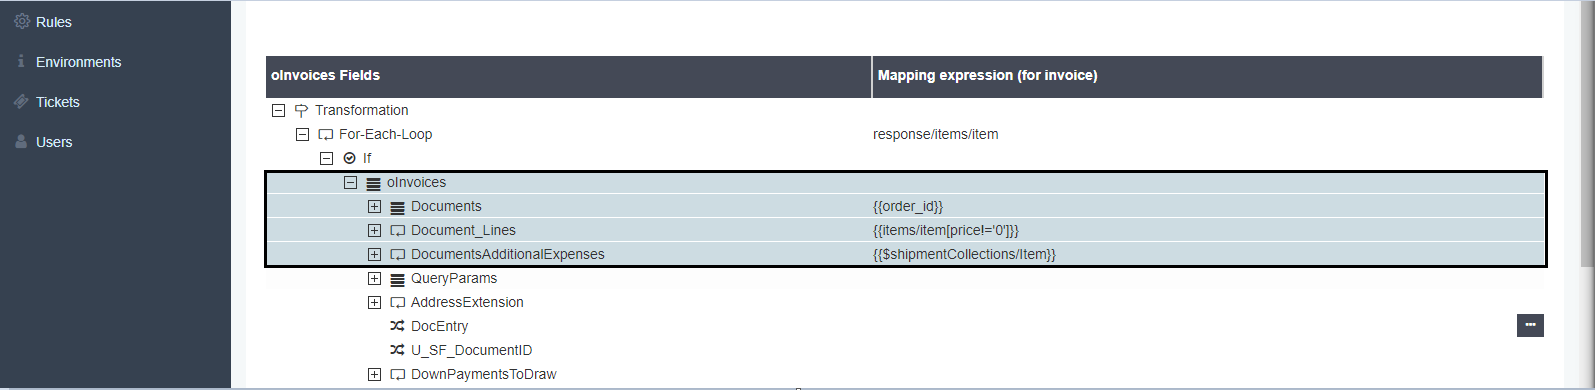 Rules
Environments
Tickets
Users
oInvoices Fields Mapping expression (for invoice)
Transformation
For-Each-Loop response/items/item
If
oInvoices
Documents {{order_id}}
Document_Lines {{items/item[price!='0']}}
DocumentsAdditionalExpenses {{$shipmentCollections/Item}}
QueryParams
AddressExtension
DocEntry
U_SF_DocumentID
DownPaymentsToDraw